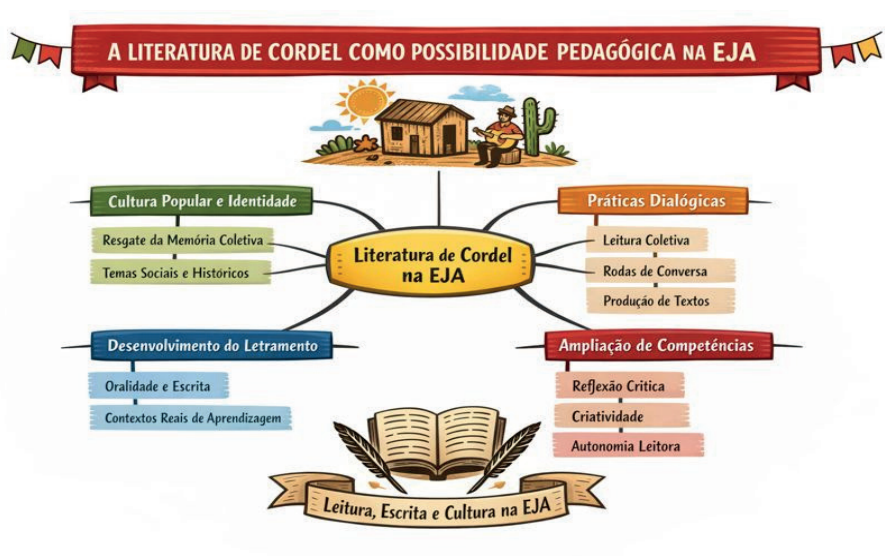 A LITERATURA DE CORDEL COMO POSSIBILIDADE PEDAGÓGICA NA EJA
Cultura Popular e Identidade
Resgate da Memória Coletiva
Temas Sociais e Históricos
Práticas Dialógicas
Leitura Coletiva
Rodas de Conversa
Produção de Textos
Literatura de Cordel
na EJA
Desenvolvimento do Letramento
Oralidade e Escrita
Contextos Reais de Aprendizagem
Ampliação de Competéncias
Reflexão Critica
Criatividade
Autonomia Leitora
Leitura, Escrita e Cultura na EJA